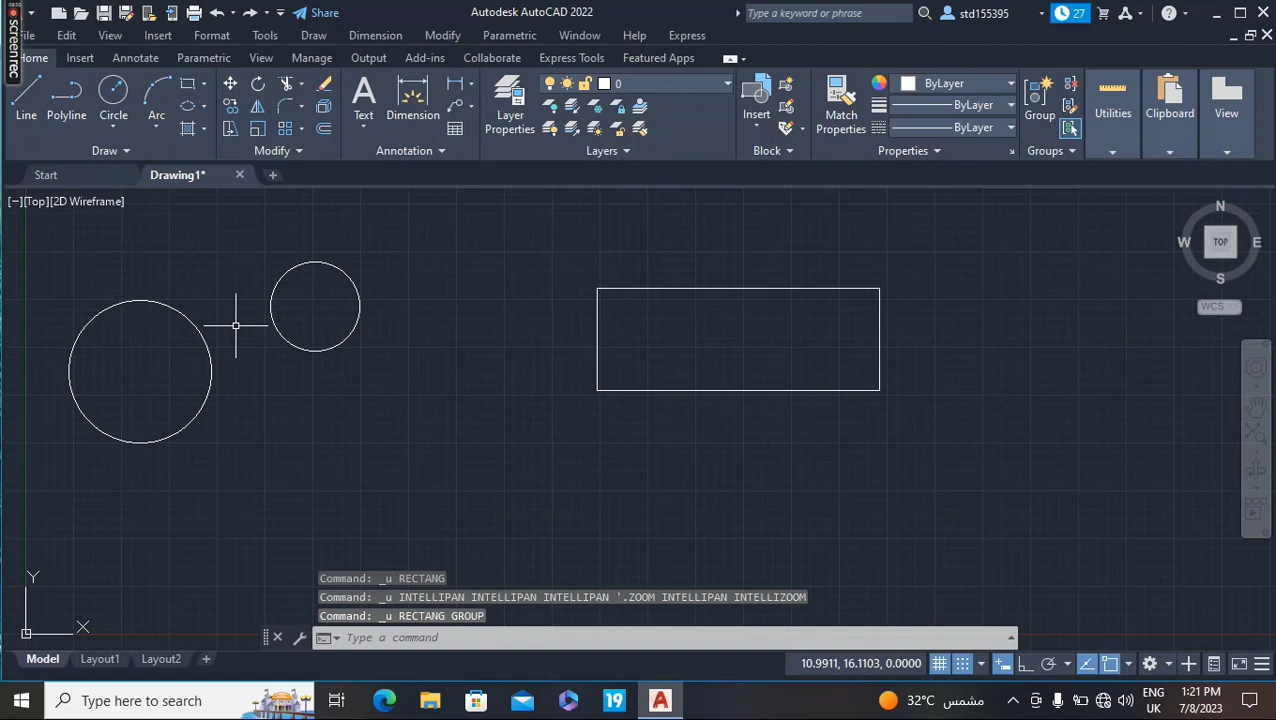 Share
Autodesk AutoCAD 2022
Type a keyword or phrase
std155395
27
File Edit View Insert Format Tools Draw Dimension Modify Parametric Window Help Express
Home Insert Annotate Parametric View Manage Output Add-ins Collaborate Express Tools Featured Apps
screenrec
0
ByLayer
ByLayer
ByLayer
Line Polyline Circle Arc
Text Dimension
Layer Properties
Insert
Match Properties
Group
Utilities Clipboard View
Draw Modify Annotation Layers Block Properties Groups
Start Drawing1*
[−][Top][2D Wireframe]
N
W TOP E
S
WCS
Y
X
Command: _u RECTANG
Command: _u INTELLIPAN INTELLIPAN INTELLIPAN '.ZOOM INTELLIPAN INTELLIZOOM
Command: _u RECTANG GROUP
Type a command
Model Layout1 Layout2
10.9911, 16.1103, 0.0000
Type here to search
19
A
32°C مشمس
ENG
UK
1:21 PM
7/8/2023